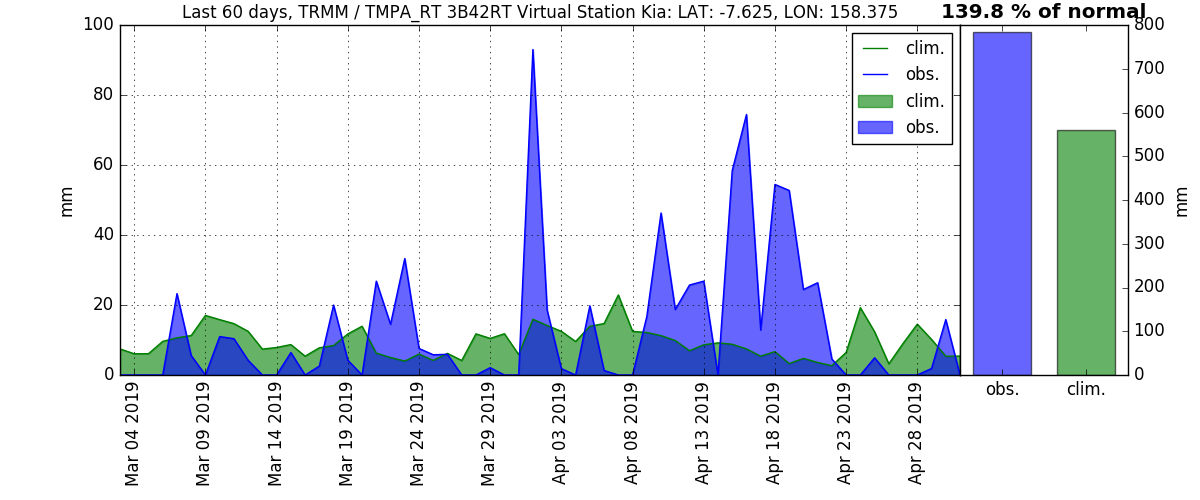 Last 60 days, TRMM / TMPA_RT 3B42RT Virtual Station Kia: LAT: -7.625, LON: 158.375
139.8 % of normal
100
80
60
40
20
0
mm
clim.
obs.
clim.
obs.
800
700
600
500
400
300
200
100
0
mm
obs.
clim.
Mar 04 2019
Mar 09 2019
Mar 14 2019
Mar 19 2019
Mar 24 2019
Mar 29 2019
Apr 03 2019
Apr 08 2019
Apr 13 2019
Apr 18 2019
Apr 23 2019
Apr 28 2019